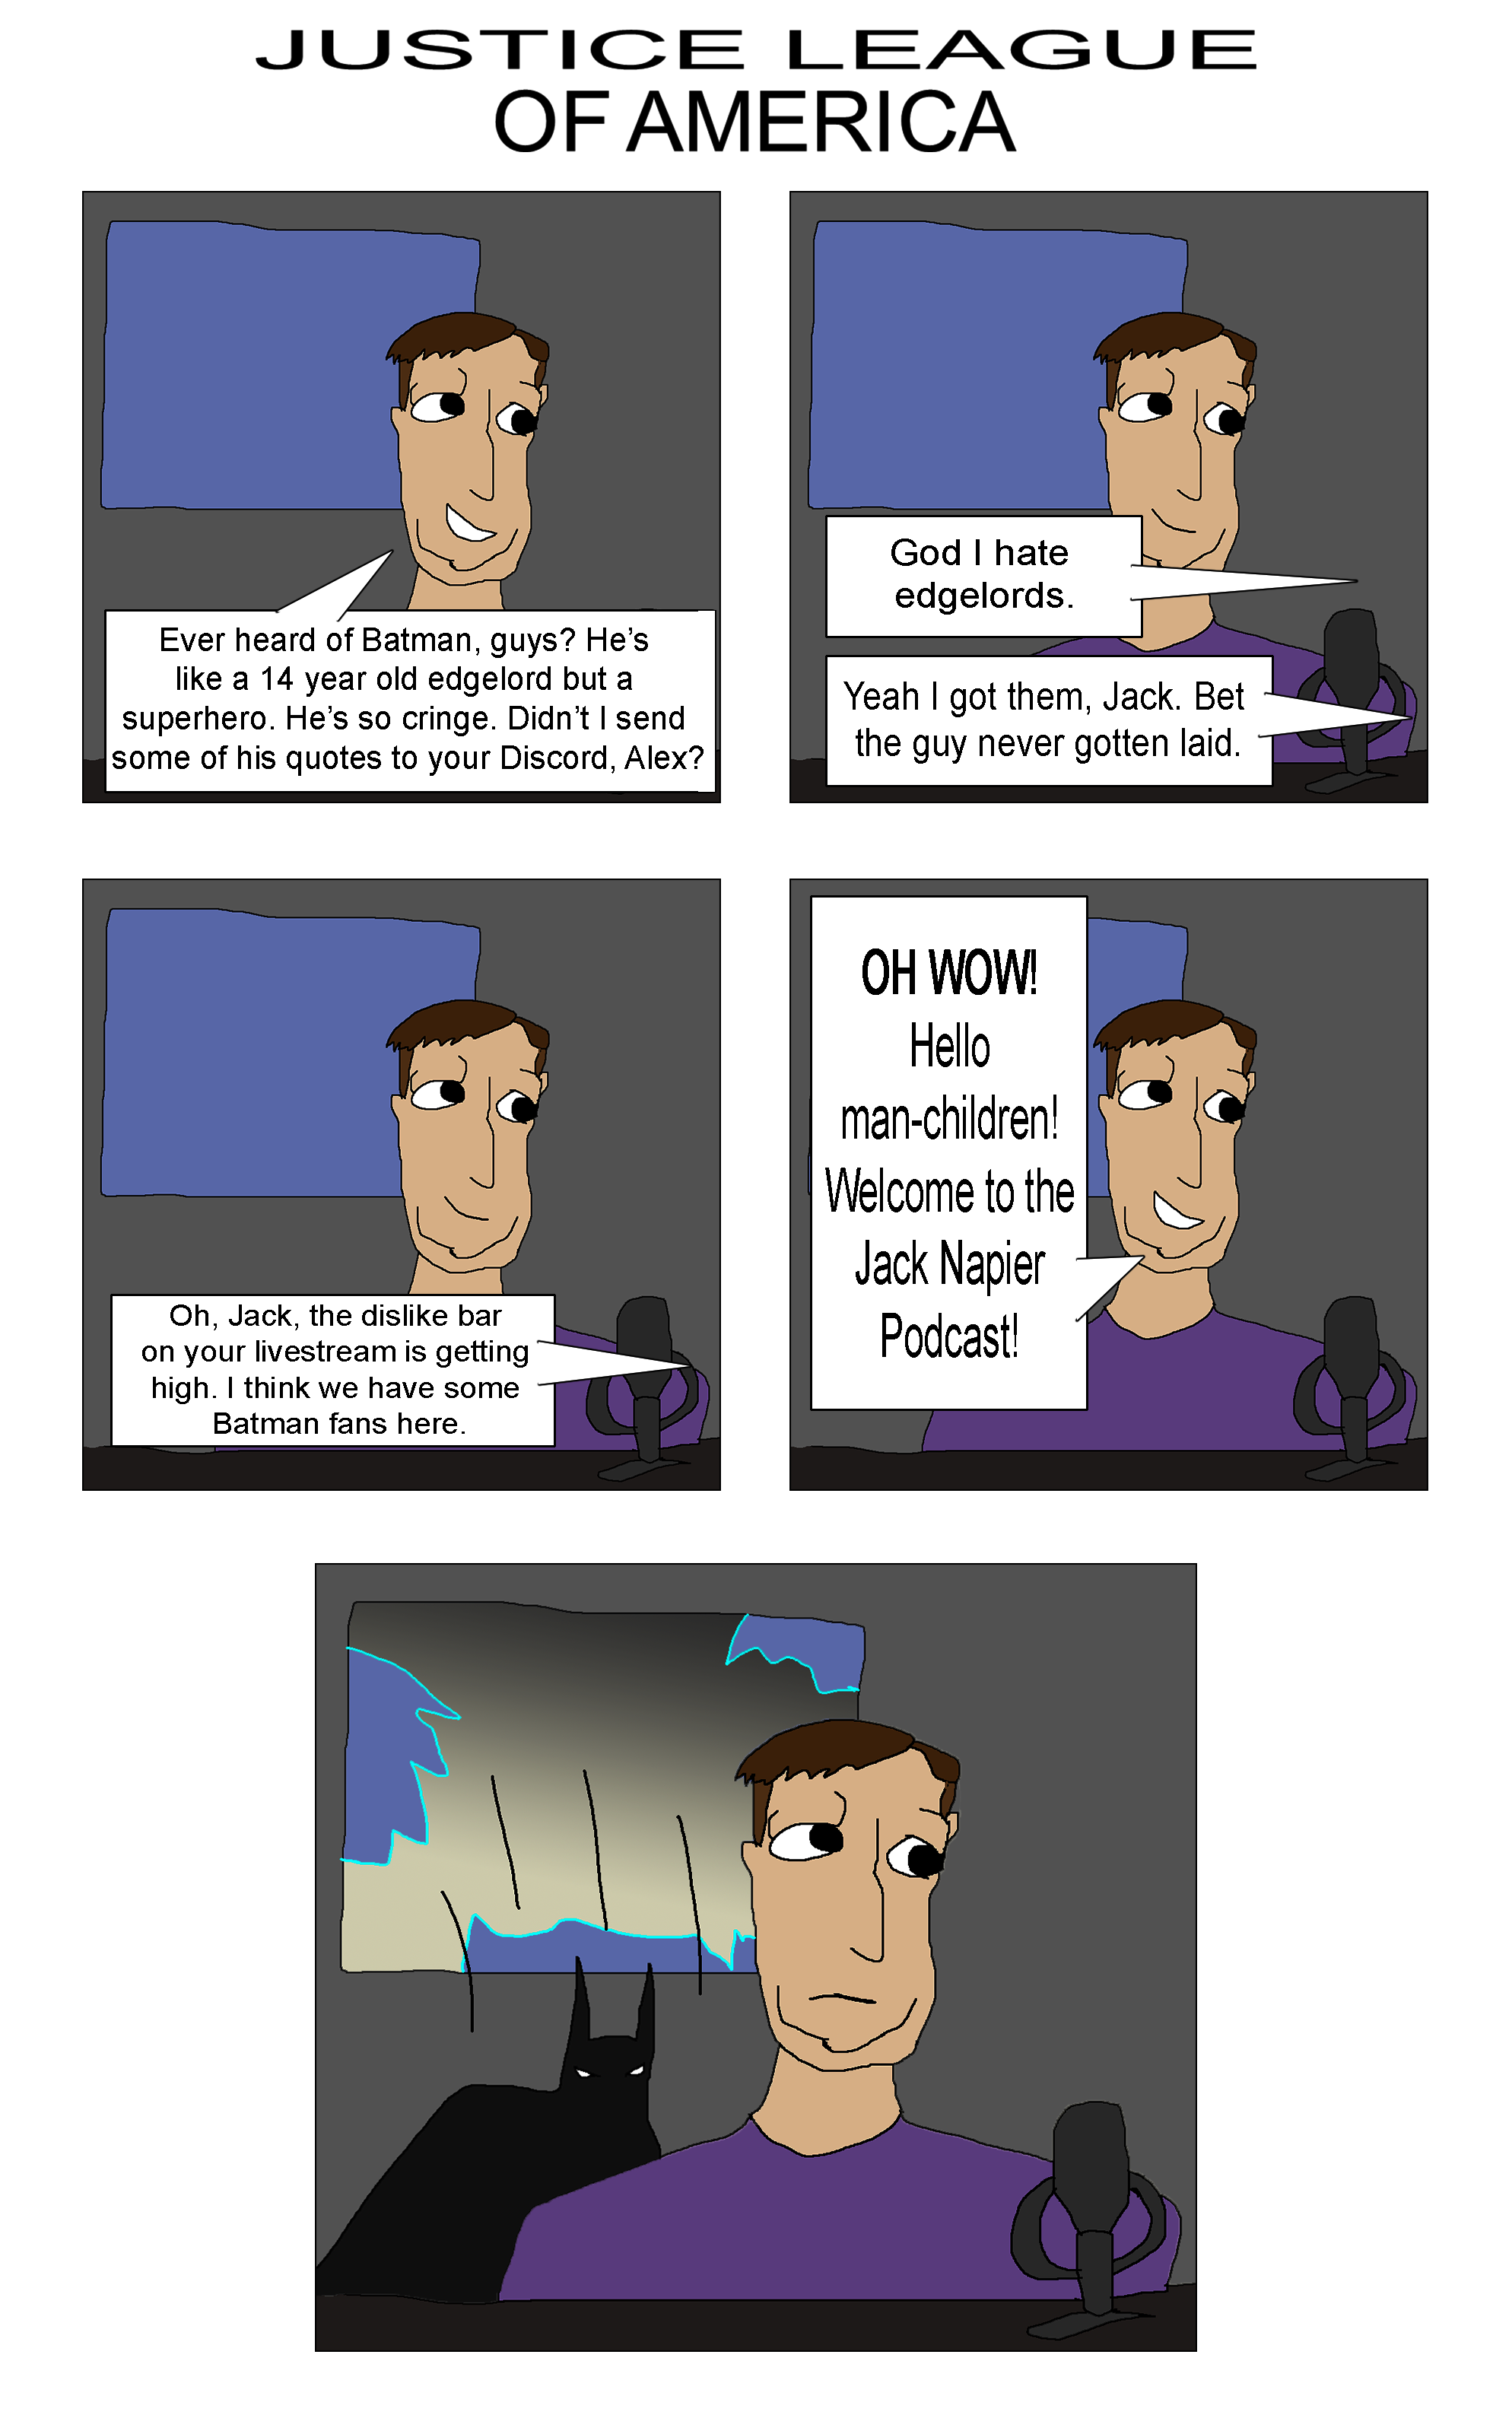 JUSTICE LEAGUE
OF AMERICA
Ever heard of Batman, guys? He's
like a 14 year old edgelord but a
superhero. He's so cringe. Didn't I send
some of his quotes to your Discord, Alex?
God I hate
edgelords.
Yeah I got them, Jack. Bet
the guy never gotten laid.
Oh, Jack, the dislike bar
on your livestream is getting
high. I think we have some
Batman fans here.
OH WOW!
Hello
man-children!
Welcome to the
Jack Napier
Podcast!